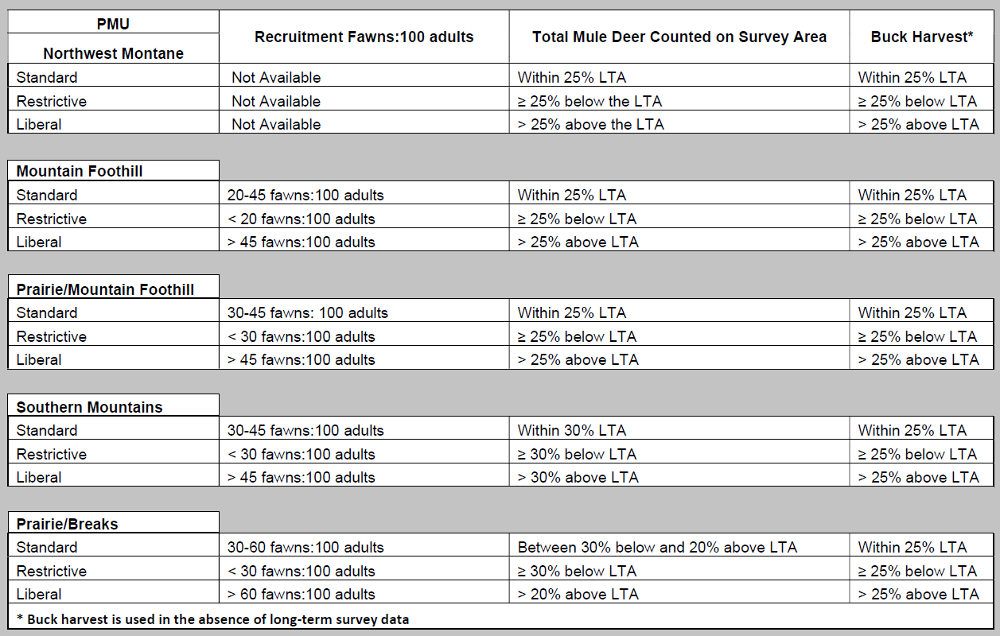 PMU
Northwest Montane
Recruitment Fawns:100 adults
Total Mule Deer Counted on Survey Area
Buck Harvest*
Standard Not Available Within 25% LTA Within 25% LTA
Restrictive Not Available ≥ 25% below the LTA ≥ 25% below LTA
Liberal Not Available > 25% above the LTA > 25% above LTA
Mountain Foothill
Standard 20-45 fawns:100 adults Within 25% LTA Within 25% LTA
Restrictive < 20 fawns:100 adults ≥ 25% below LTA ≥ 25% below LTA
Liberal > 45 fawns:100 adults > 25% above LTA > 25% above LTA
Prairie/Mountain Foothill
Standard 30-45 fawns: 100 adults Within 25% LTA Within 25% LTA
Restrictive < 30 fawns:100 adults ≥ 25% below LTA ≥ 25% below LTA
Liberal > 45 fawns:100 adults > 25% above LTA > 25% above LTA
Southern Mountains
Standard 30-45 fawns:100 adults Within 30% LTA Within 25% LTA
Restrictive < 30 fawns:100 adults ≥ 30% below LTA ≥ 25% below LTA
Liberal > 45 fawns:100 adults > 30% above LTA > 25% above LTA
Prairie/Breaks
Standard 30-60 fawns:100 adults Between 30% below and 20% above LTA Within 25% LTA
Restrictive < 30 fawns:100 adults ≥ 30% below LTA ≥ 25% below LTA
Liberal > 60 fawns:100 adults > 20% above LTA > 25% above LTA
* Buck harvest is used in the absence of long-term survey data